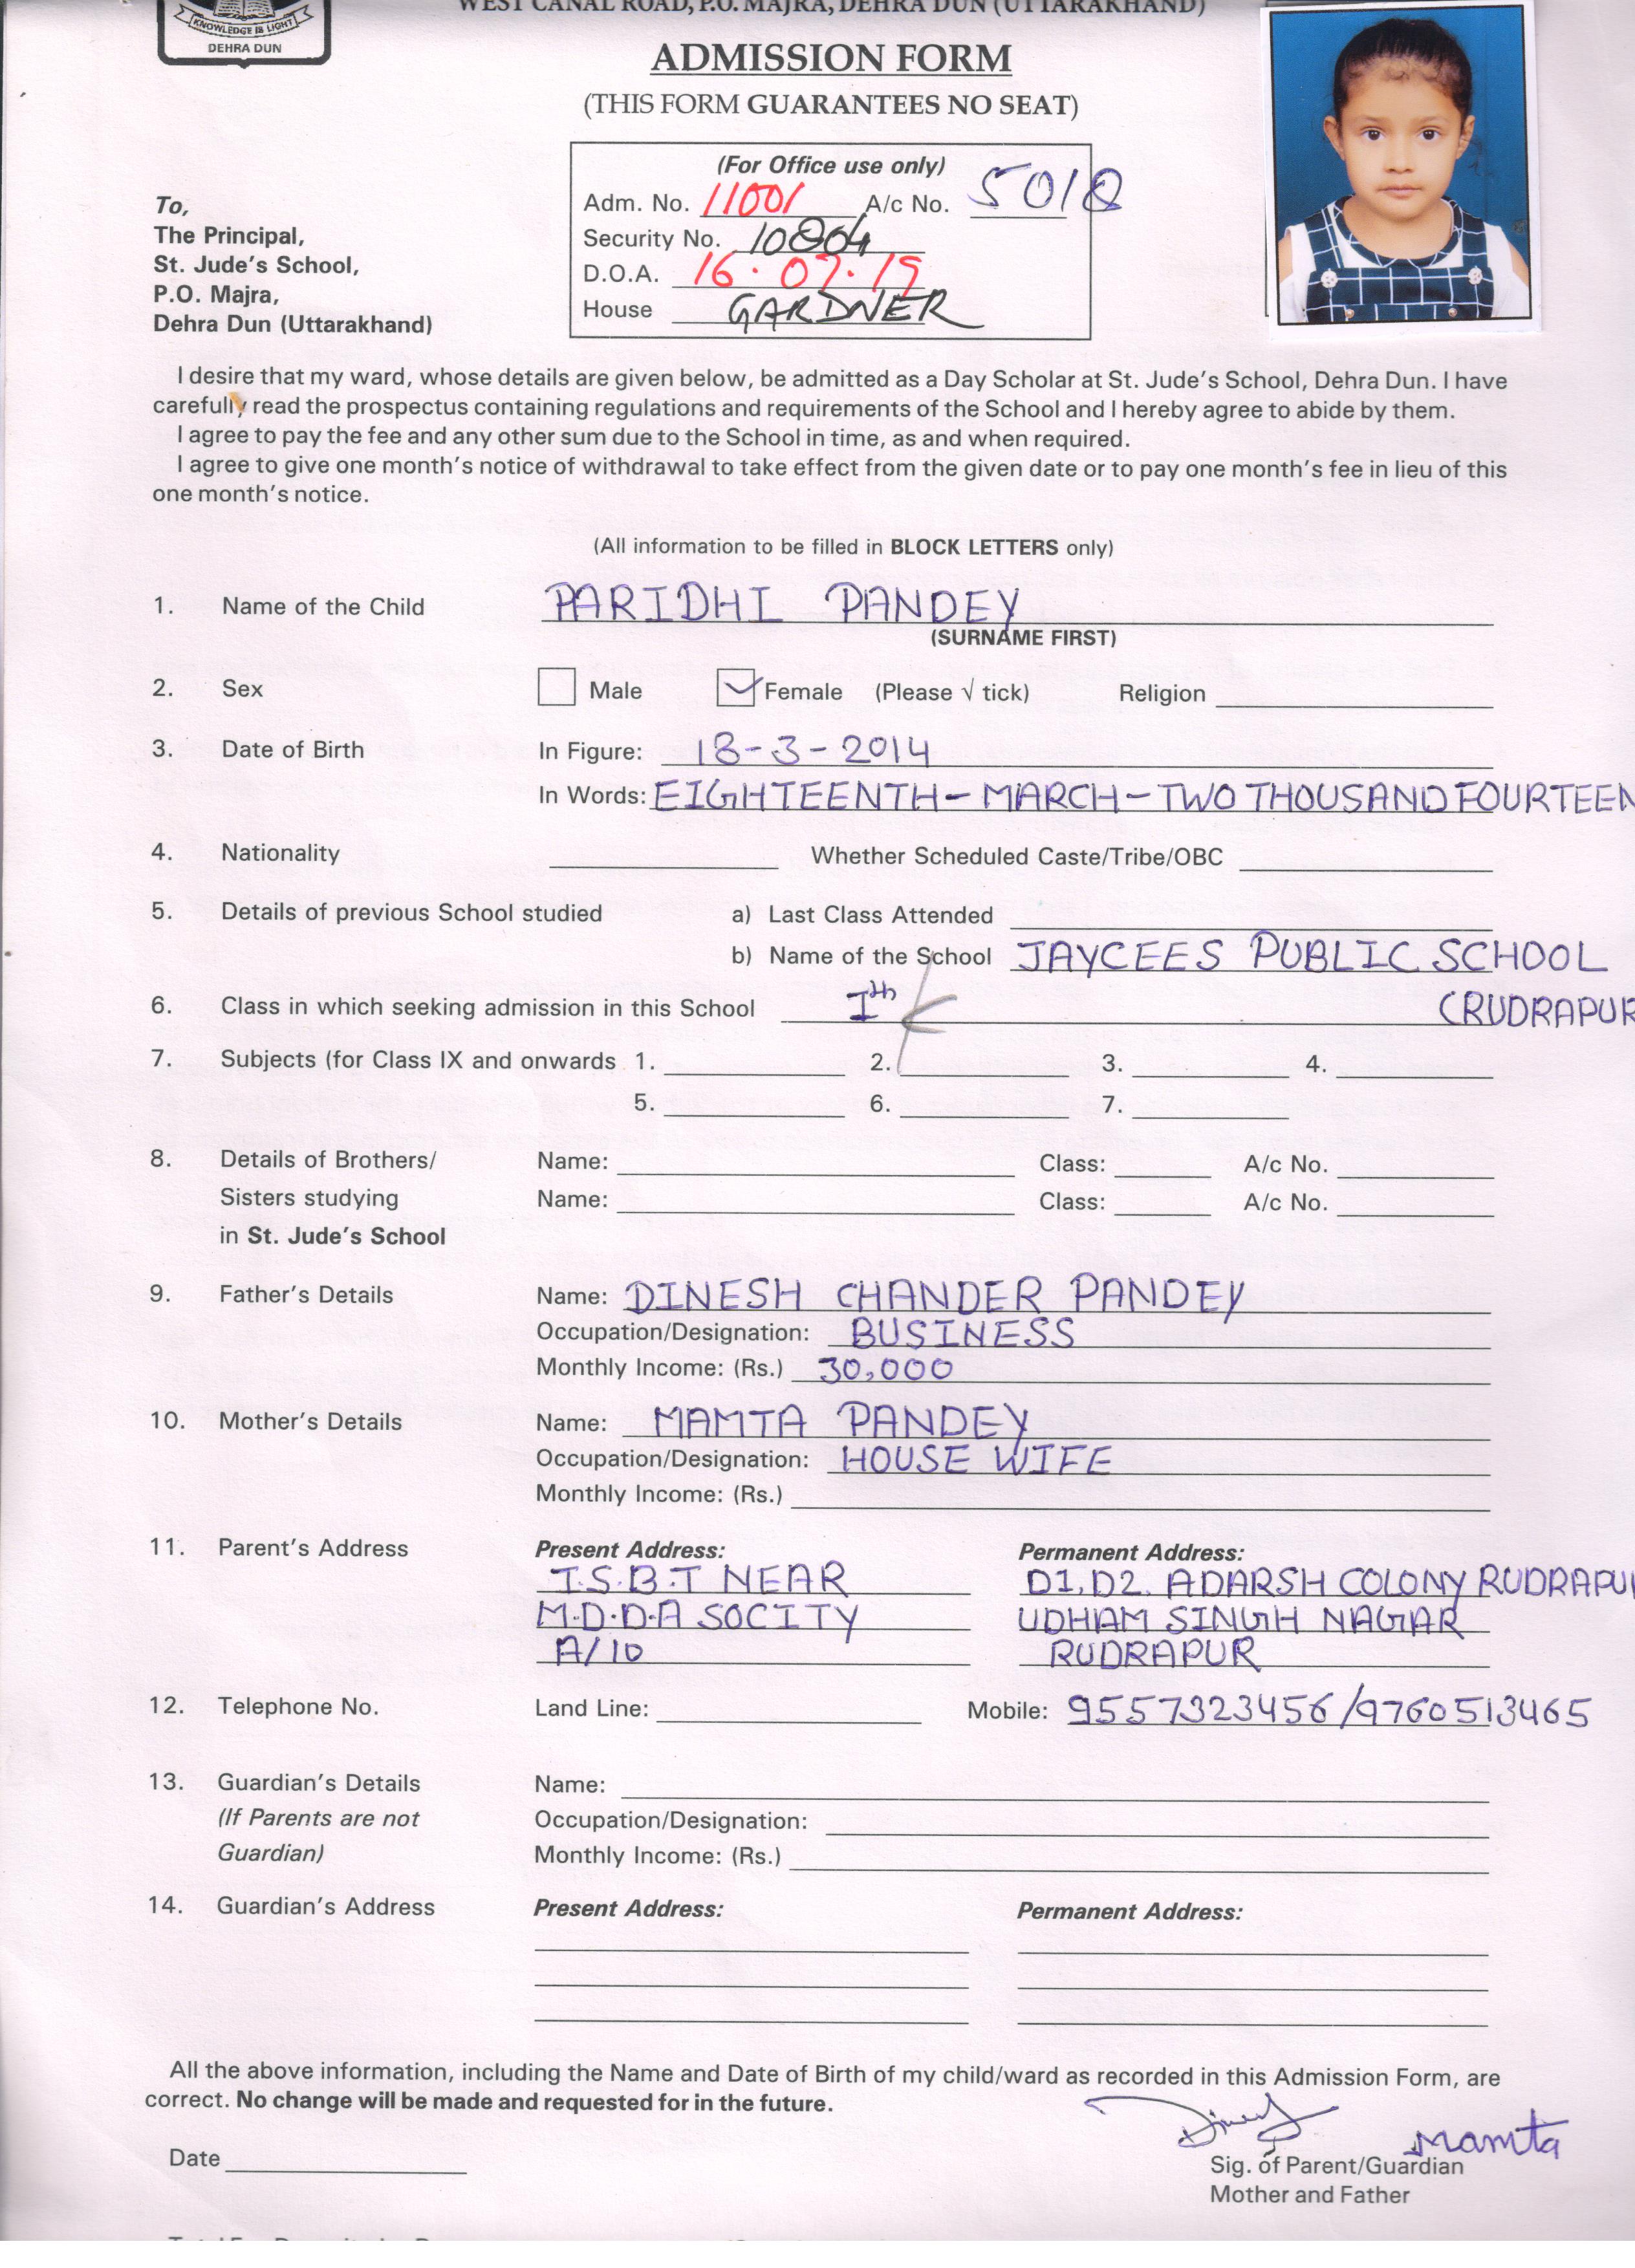 WEST CANAL ROAD, P.O. MAJRA, DEHRA DUN (UTTARAKHAND)
KNOWLEDGE IS LIGHT
DEHRA DUN
ADMISSION FORM
(THIS FORM GUARANTEES NO SEAT)
(For Office use only)
Adm. No. 11001 A/c No. 5018
Security No. 10804
D.O.A. 16.07.19
House GARDNER
To,
The Principal,
St. Jude's School,
P.O. Majra,
Dehra Dun (Uttarakhand)
I desire that my ward, whose details are given below, be admitted as a Day Scholar at St. Jude's School, Dehra Dun. I have
carefully read the prospectus containing regulations and requirements of the School and I hereby agree to abide by them.
I agree to pay the fee and any other sum due to the School in time, as and when required.
I agree to give one month's notice of withdrawal to take effect from the given date or to pay one month's fee in lieu of this
one month's notice.
(All information to be filled in BLOCK LETTERS only)
1. Name of the Child PARIDHI PANDEY
(SURNAME FIRST)
2. Sex Male Female (Please √ tick) Religion
3. Date of Birth In Figure: 18-3-2014
In Words: EIGHTEENTH-MARCH-TWO THOUSAND FOURTEEN
4. Nationality Whether Scheduled Caste/Tribe/OBC
5. Details of previous School studied a) Last Class Attended
b) Name of the School JAYCEES PUBLIC SCHOOL
(RUDRAPUR
6. Class in which seeking admission in this School Ith
7. Subjects (for Class IX and onwards 1. 2. 3. 4.
5. 6. 7.
8. Details of Brothers/ Name: Class: A/c No.
Sisters studying Name: Class: A/c No.
in St. Jude's School
9. Father's Details Name: DINESH CHANDER PANDEY
Occupation/Designation: BUSINESS
Monthly Income: (Rs.) 30,000
10. Mother's Details Name: MAMTA PANDEY
Occupation/Designation: HOUSE WIFE
Monthly Income: (Rs.)
11. Parent's Address Present Address: Permanent Address:
I.S.B.T NEAR D1, D2. ADARSH COLONY RUDRAPU
M.D.D.A SOCITY UDHAM SINGH NAGAR
A/10 RUDRAPUR
12. Telephone No. Land Line: Mobile: 9557323456/9760513465
13. Guardian's Details Name:
(If Parents are not Occupation/Designation:
Guardian) Monthly Income: (Rs.)
14. Guardian's Address Present Address: Permanent Address:
All the above information, including the Name and Date of Birth of my child/ward as recorded in this Admission Form, are
correct. No change will be made and requested for in the future.
Dinesh Mamta
Date Sig. of Parent/Guardian
Mother and Father